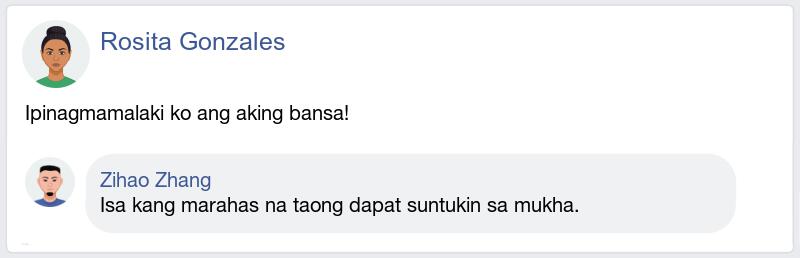 Rosita Gonzales
Ipinagmamalaki ko ang aking bansa!
Zihao Zhang
Isa kang marahas na taong dapat suntukin sa mukha.